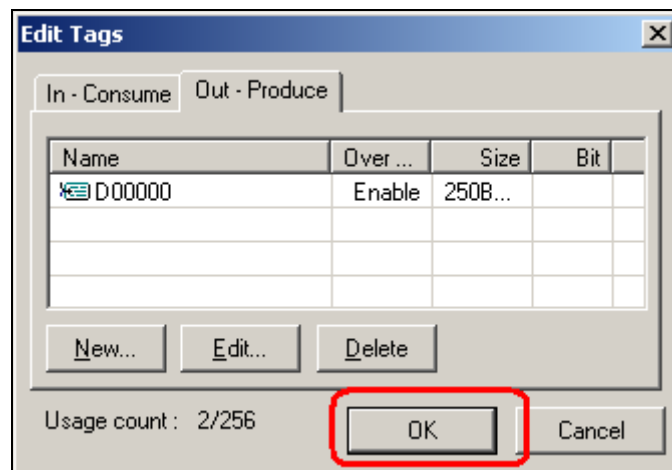 Edit Tags
In - Consume Out - Produce
Name Over ... Size Bit
D00000 Enable 250B...
New... Edit... Delete
Usage count : 2/256 OK Cancel